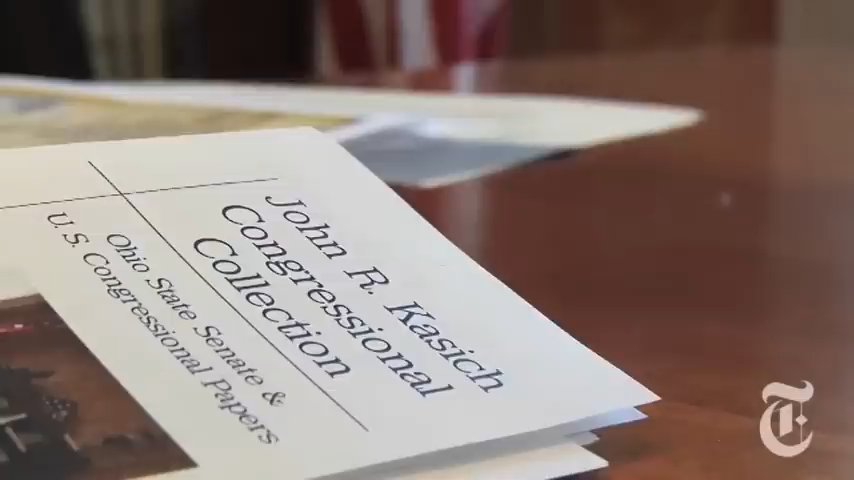 John R. Kasich
Congressional
Collection
Ohio State Senate &
U.S. Congressional Papers
T